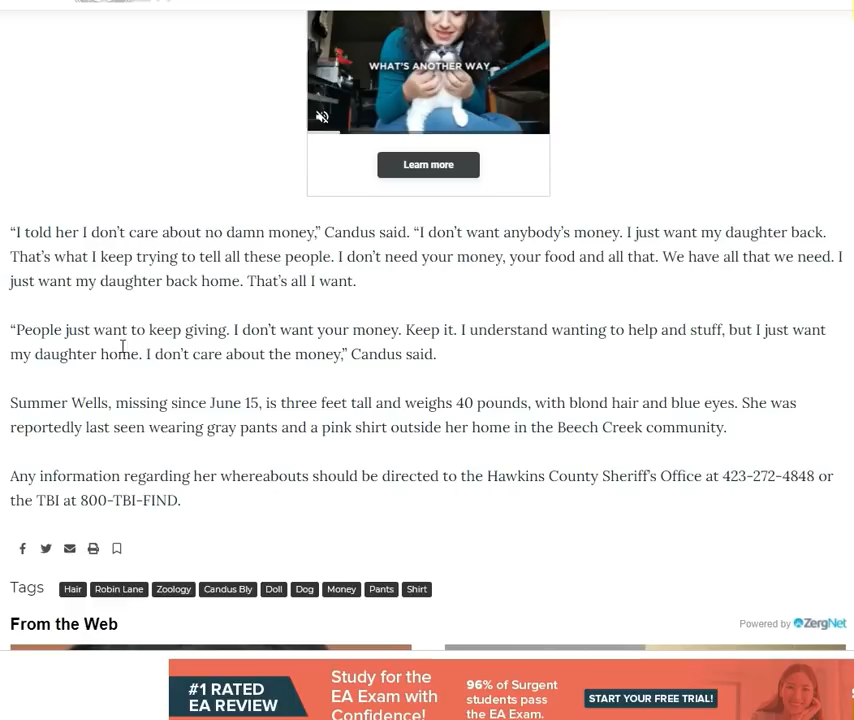 WHAT'S ANOTHER WAY
Learn more
“I told her I don’t care about no damn money,” Candus said. “I don’t want anybody’s money. I just want my daughter back.
That’s what I keep trying to tell all these people. I don’t need your money, your food and all that. We have all that we need. I
just want my daughter back home. That’s all I want.
“People just want to keep giving. I don’t want your money. Keep it. I understand wanting to help and stuff, but I just want
my daughter home. I don’t care about the money,” Candus said.
Summer Wells, missing since June 15, is three feet tall and weighs 40 pounds, with blond hair and blue eyes. She was
reportedly last seen wearing gray pants and a pink shirt outside her home in the Beech Creek community.
Any information regarding her whereabouts should be directed to the Hawkins County Sheriff’s Office at 423-272-4848 or
the TBI at 800-TBI-FIND.
Tags Hair Robin Lane Zoology Candus Bly Doll Dog Money Pants Shirt
From the Web Powered by ZergNet
#1 RATED
EA REVIEW
Study for the
EA Exam with
Confidence!
96% of Surgent
students pass
the EA Exam.
START YOUR FREE TRIAL!